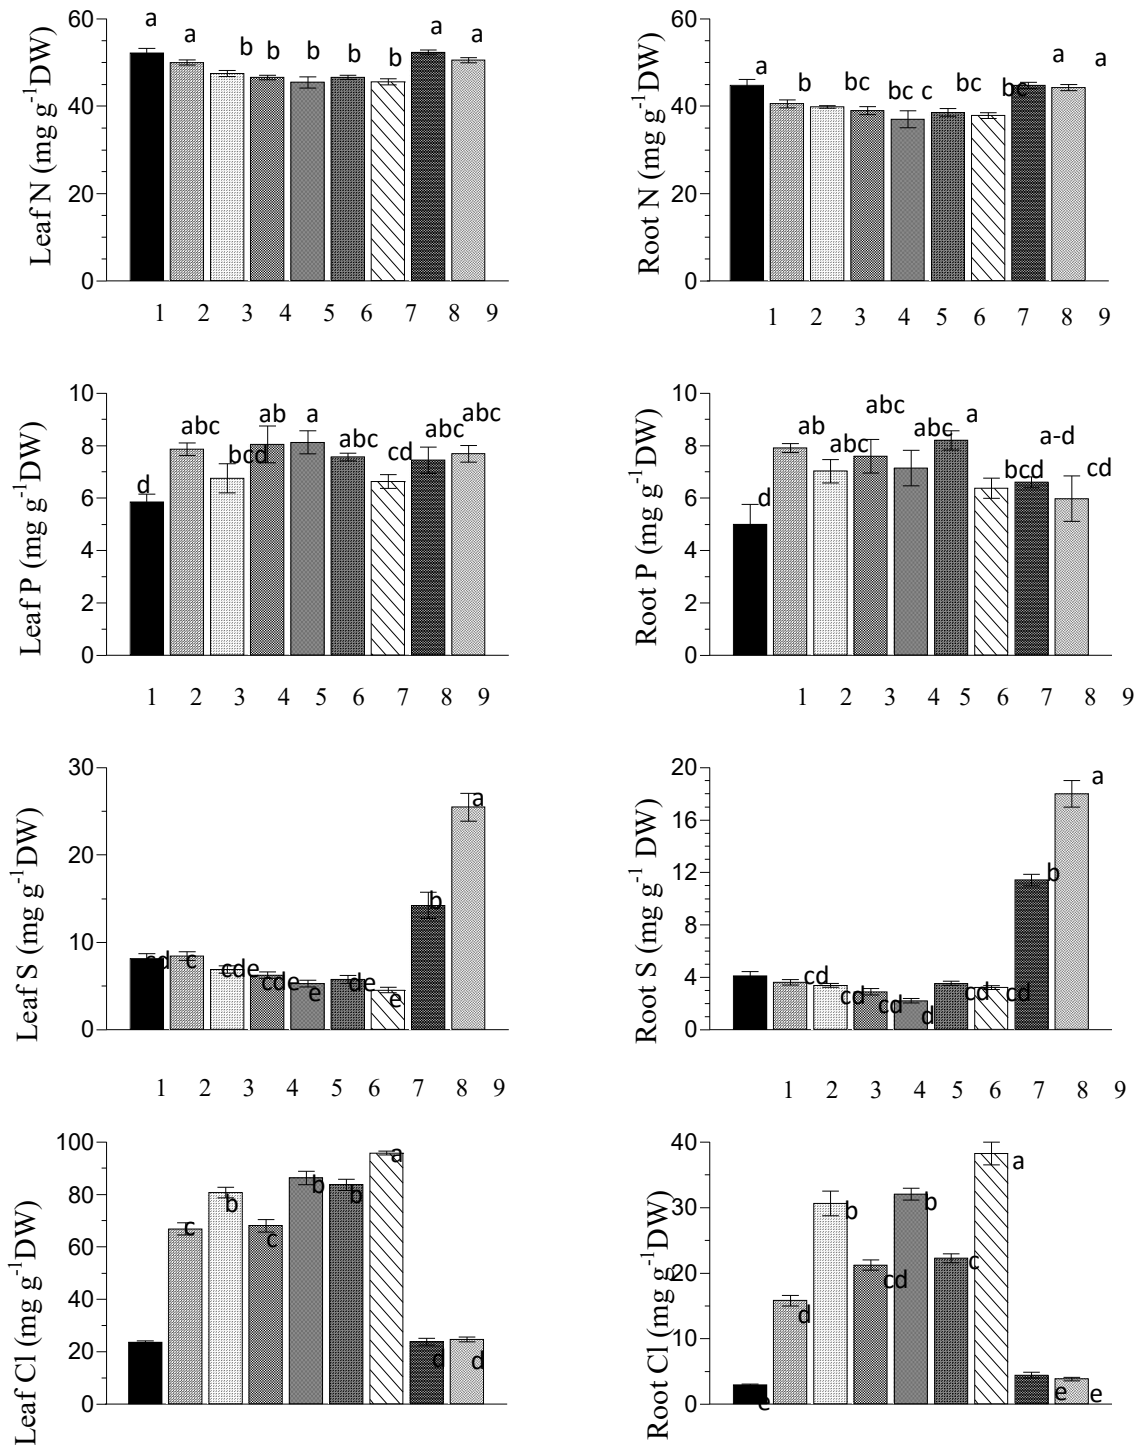 60
40
20
0
Leaf N (mg g-1DW)
a a b b b b b a a
1 2 3 4 5 6 7 8 9
60
40
20
0
Root N (mg g-1DW)
a b bc bc c bc bc a a
1 2 3 4 5 6 7 8 9
10
8
6
4
2
0
Leaf P (mg g-1DW)
d abc bcd ab a abc cd abc abc
1 2 3 4 5 6 7 8 9
10
8
6
4
2
0
Root P (mg g-1DW)
d ab abc abc abc a bcd a-d cd
1 2 3 4 5 6 7 8 9
30
20
10
0
Leaf S (mg g-1DW)
cd c cde cde e de e b a
1 2 3 4 5 6 7 8 9
20
16
12
8
4
0
Root S (mg g-1 DW)
cd cd cd d cd cd b a
1 2 3 4 5 6 7 8 9
100
80
60
40
20
0
Leaf Cl (mg g-1DW)
c b c b b a d d
40
30
20
10
0
Root Cl (mg g-1DW)
e d b cd b c a e e